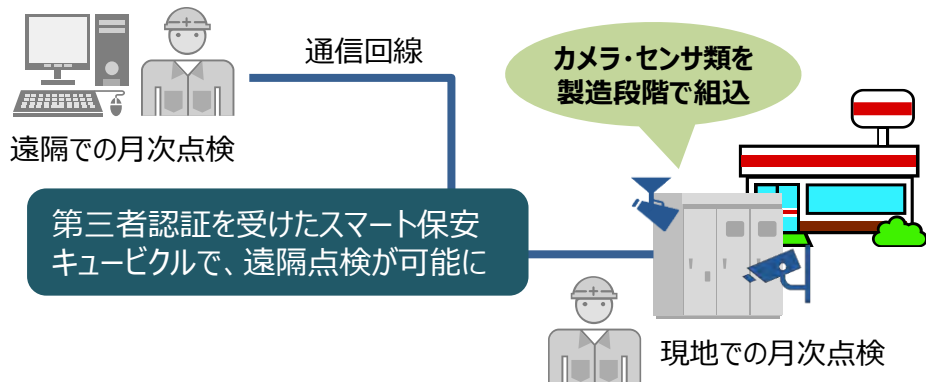 通信回線
カメラ・センサ類を
製造段階で組込
遠隔での月次点検
第三者認証を受けたスマート保安
キュービクルで、遠隔点検が可能に
現地での月次点検